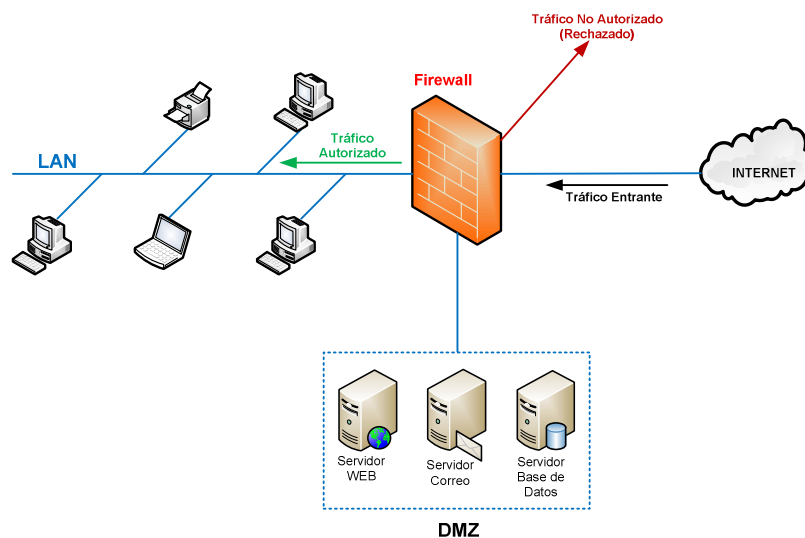 Tráfico No Autorizado
(Rechazado)
Firewall
Tráfico
Autorizado
LAN
INTERNET
Tráfico Entrante
Servidor
WEB
Servidor
Correo
Servidor
Base de
Datos
DMZ